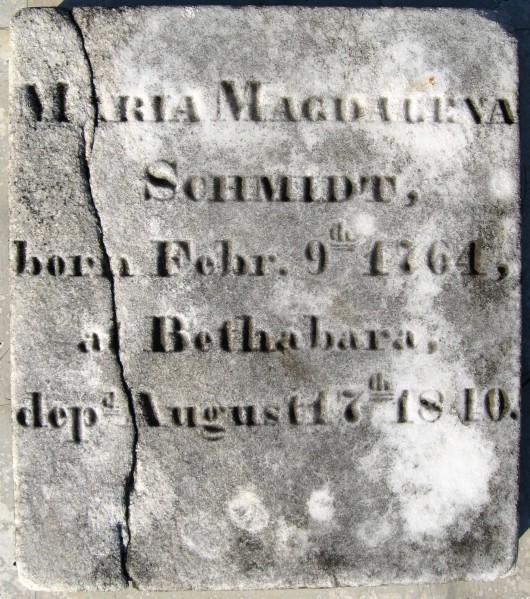 MARIA MAGDALENA
SCHMIDT,
born Febr. 9th 1764,
at Bethabara,
depd August 17th 1840.